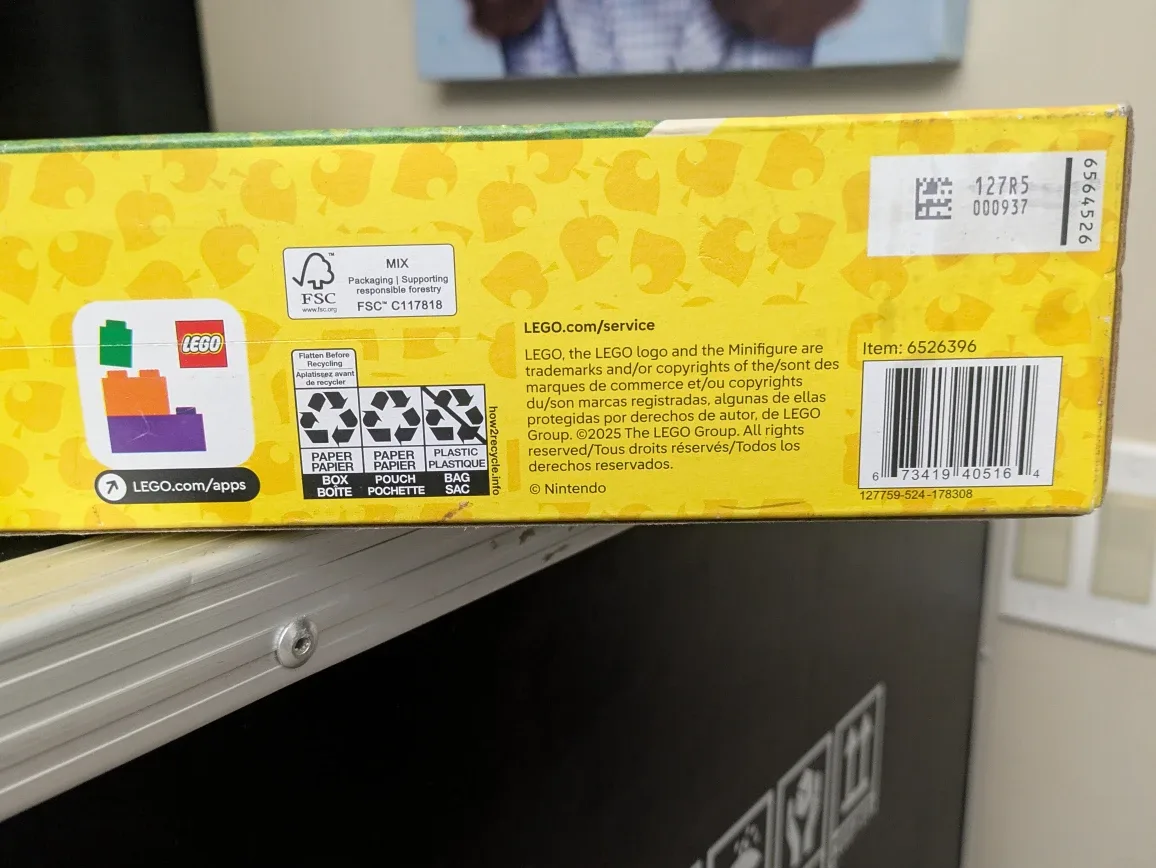 127R5
000937
6564526
MIX
Packaging | Supporting
responsible forestry
FSC™ C117818
FSC
www.fsc.org
LEGO
LEGO.com/apps
Flatten Before
Recycling
Aplatissez avant
de recycler
PAPER
PAPIER
BOX
BOÎTE
PAPER
PAPIER
POUCH
POCHETTE
PLASTIC
PLASTIQUE
BAG
SAC
how2recycle.info
LEGO.com/service
LEGO, the LEGO logo and the Minifigure are
trademarks and/or copyrights of the/sont des
marques de commerce et/ou copyrights
du/son marcas registradas, algunas de ellas
protegidas por derechos de autor, de LEGO
Group. ©2025 The LEGO Group. All rights
reserved/Tous droits réservés/Todos los
derechos reservados.
© Nintendo
Item: 6526396
6 73419 40516 4
127759-524-178308